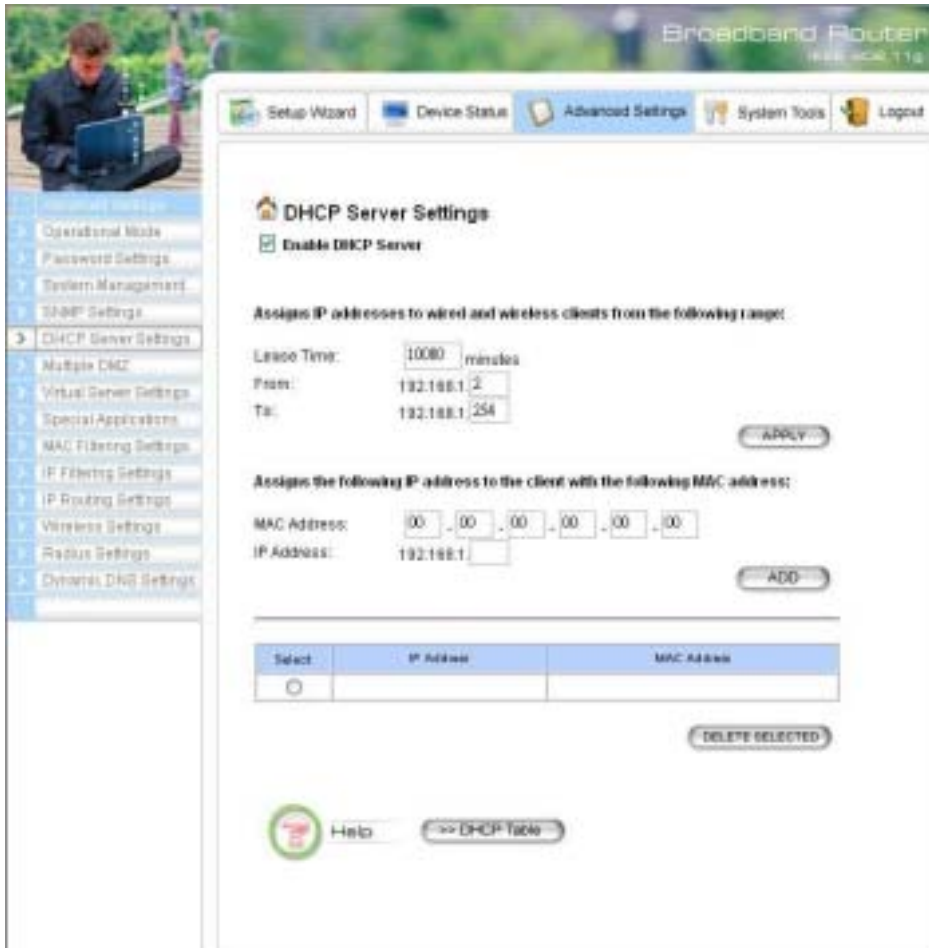 Broadband Router
IEEE 802.11g
Setup Wizard
Device Status
Advanced Settings
System Tools
Logout
Operational Mode
Password Settings
System Management
SNMP Settings
DHCP Server Settings
Multiple DMZ
Virtual Server Settings
Special Applications
MAC Filtering Settings
IP Filtering Settings
IP Routing Settings
Wireless Settings
Radius Settings
Dynamic DNS Settings
DHCP Server Settings
Enable DHCP Server
Assigns IP addresses to wired and wireless clients from the following range:
Lease Time: 10080 minutes
From: 192.168.1. 2
To: 192.168.1. 254
APPLY
Assigns the following IP address to the client with the following MAC address:
MAC Address: 00 - 00 - 00 - 00 - 00 - 00
IP Address: 192.168.1.
ADD
Select IP Address MAC Address
DELETE SELECTED
Help
>> DHCP Table